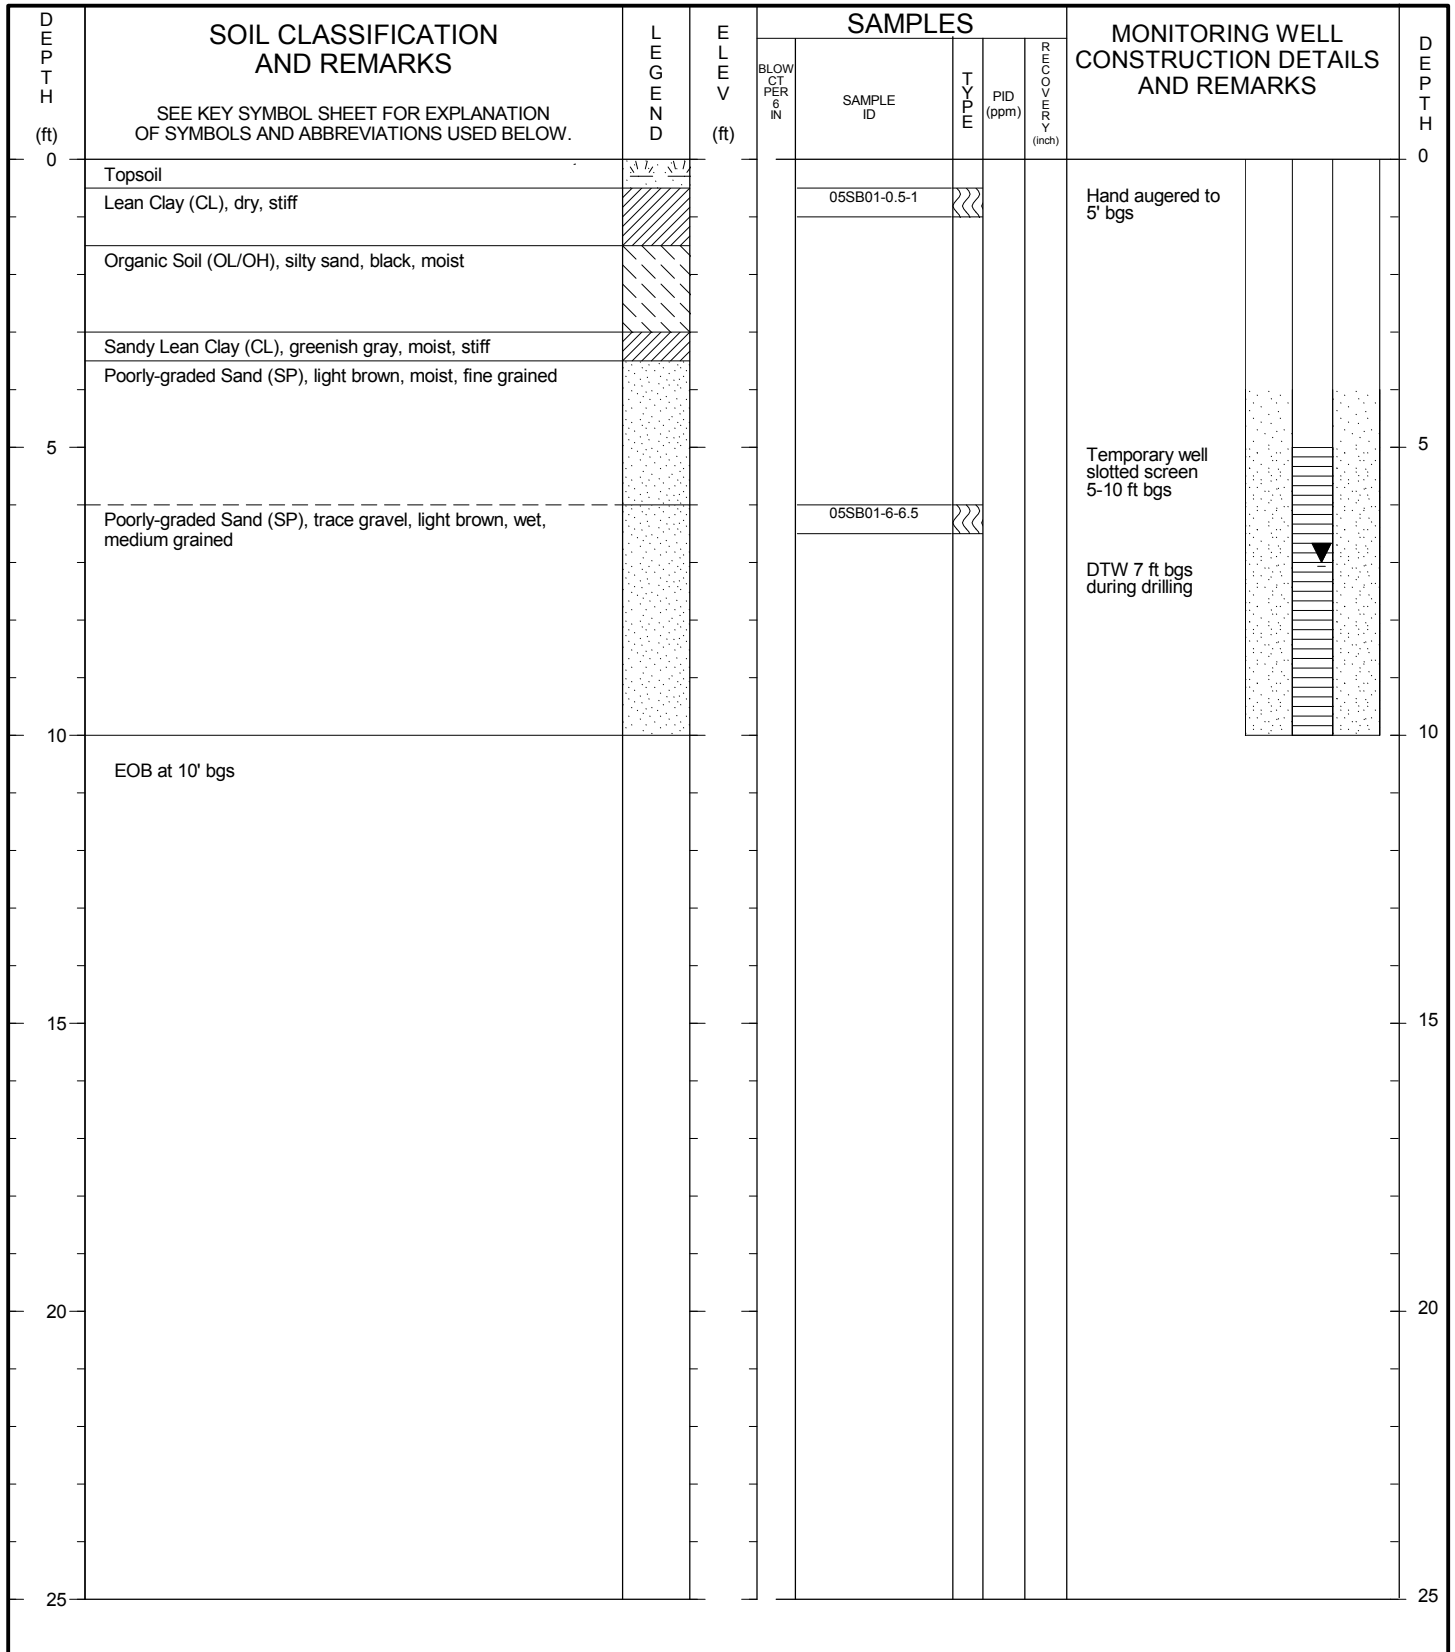 DEPTH
(ft)
SOIL CLASSIFICATION
AND REMARKS
SEE KEY SYMBOL SHEET FOR EXPLANATION
OF SYMBOLS AND ABBREVIATIONS USED BELOW.
LEGEND
ELEV
(ft)
SAMPLES
BLOW
CT
PER
6
IN
SAMPLE
ID
TYPE
PID
(ppm)
RECOVERY
(inch)
MONITORING WELL
CONSTRUCTION DETAILS
AND REMARKS
DEPTH
0
0
Topsoil
Lean Clay (CL), dry, stiff
05SB01-0.5-1
Hand augered to
5' bgs
Organic Soil (OL/OH), silty sand, black, moist
Sandy Lean Clay (CL), greenish gray, moist, stiff
Poorly-graded Sand (SP), light brown, moist, fine grained
5
5
Temporary well
slotted screen
5-10 ft bgs
Poorly-graded Sand (SP), trace gravel, light brown, wet,
medium grained
05SB01-6-6.5
DTW 7 ft bgs
during drilling
10
10
EOB at 10' bgs
15
15
20
20
25
25